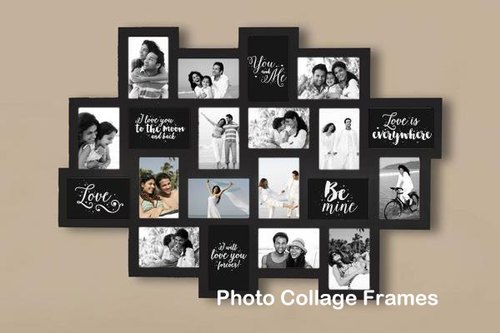 You
and
Me
I love you
to the moon
and back
Love is
everywhere
Love
Be
mine
I will
love you
forever!
Photo Collage Frames